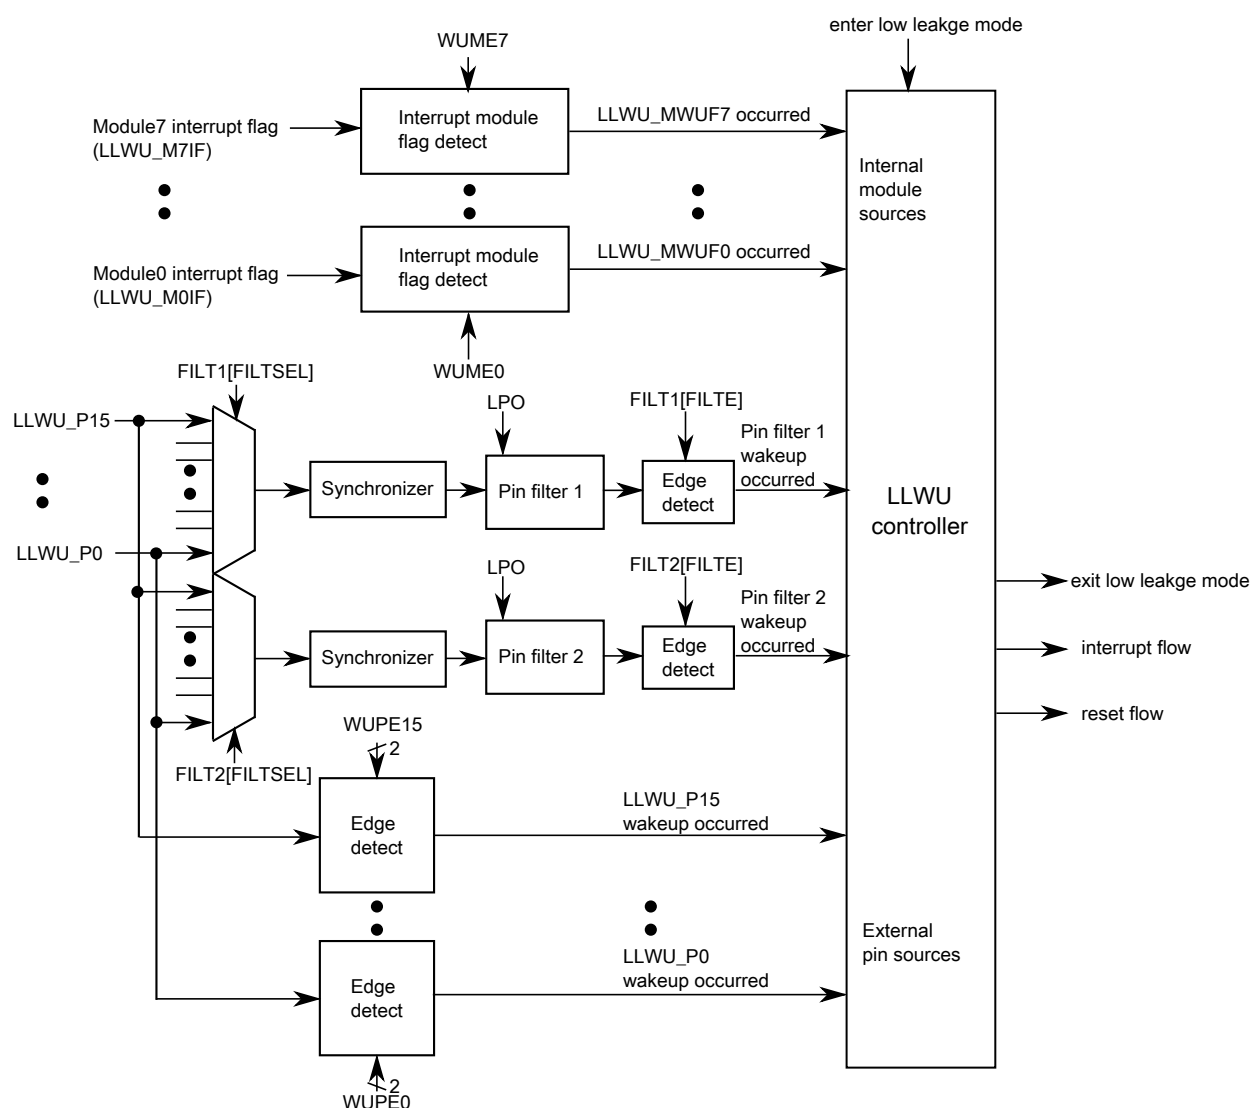 enter low leakge mode
WUME7
Module7 interrupt flag
(LLWU_M7IF)
Interrupt module
flag detect
LLWU_MWUF7 occurred
Internal
module
sources
Module0 interrupt flag
(LLWU_M0IF)
Interrupt module
flag detect
LLWU_MWUF0 occurred
WUME0
FILT1[FILTSEL]
LLWU_P15
LLWU_P0
Synchronizer
LPO
Pin filter 1
FILT1[FILTE]
Edge
detect
Pin filter 1
wakeup
occurred
LLWU
controller
Synchronizer
LPO
Pin filter 2
FILT2[FILTE]
Edge
detect
Pin filter 2
wakeup
occurred
exit low leakge mode
interrupt flow
reset flow
FILT2[FILTSEL]
WUPE15
2
Edge
detect
LLWU_P15
wakeup occurred
External
pin sources
Edge
detect
LLWU_P0
wakeup occurred
2
WUPE0